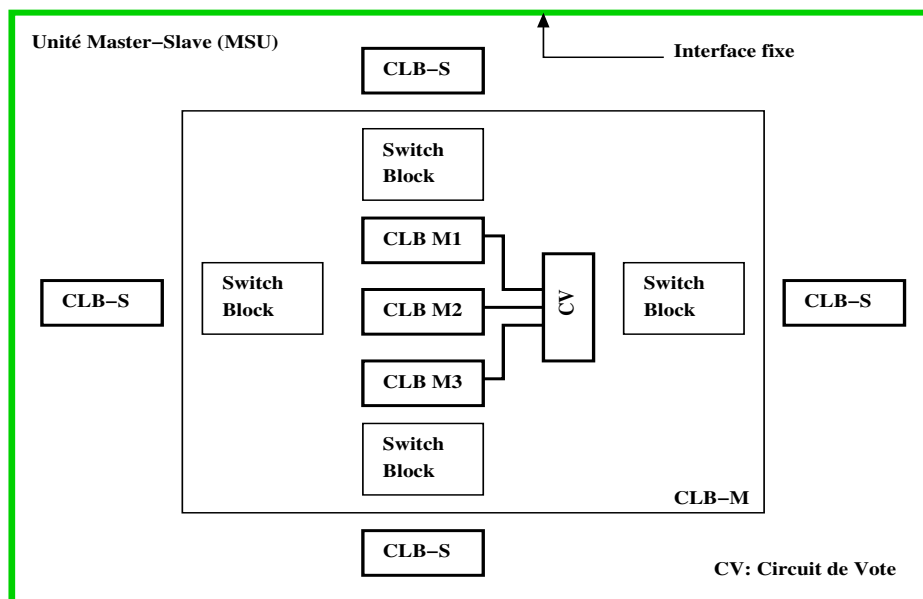 Unité Master–Slave (MSU)
Interface fixe
CLB–S
Switch
Block
CLB M1
CLB–S
Switch
Block
CLB M2
CV
Switch
Block
CLB–S
CLB M3
Switch
Block
CLB–M
CLB–S
CV: Circuit de Vote